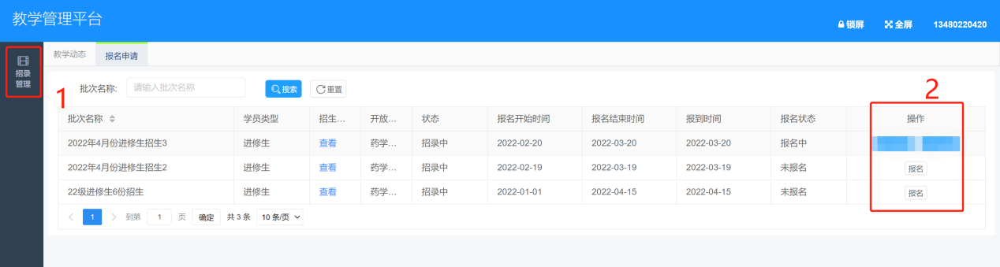 教学管理平台
锁屏 全屏 13480220420
招录
管理
教学动态 报名申请
1 批次名称: 请输入批次名称 搜索 重置 2
批次名称 学员类型 招生... 开放... 状态 报名开始时间 报名结束时间 报到时间 报名状态 操作
2022年4月份进修生招生3 进修生 查看 药学... 招录中 2022-02-20 2022-03-20 2022-03-20 报名中
2022年4月份进修生招生2 进修生 查看 药学... 招录中 2022-02-19 2022-03-19 2022-03-19 未报名 报名
22级进修生6份招生 进修生 查看 药学... 招录中 2022-01-01 2022-04-15 2022-04-15 未报名 报名
1 到第 1 页 确定 共 3 条 10 条/页